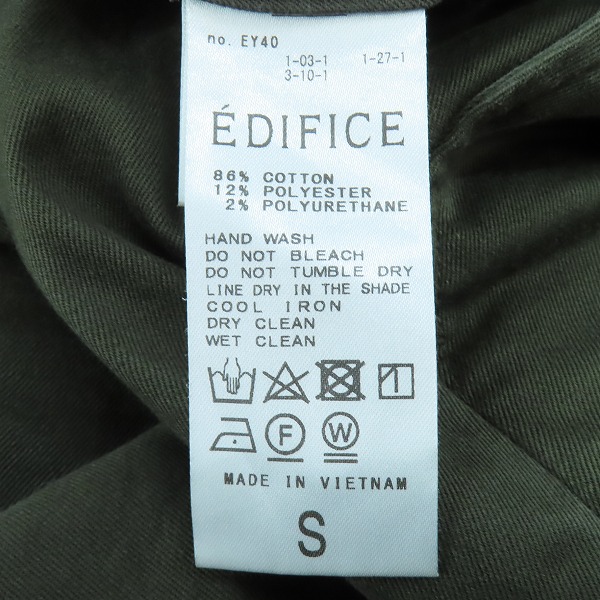 no. EY40
1-03-1 1-27-1
3-10-1
ÉDIFICE
86% COTTON
12% POLYESTER
2% POLYURETHANE
HAND WASH
DO NOT BLEACH
DO NOT TUMBLE DRY
LINE DRY IN THE SHADE
COOL IRON
DRY CLEAN
WET CLEAN
F W
MADE IN VIETNAM
S